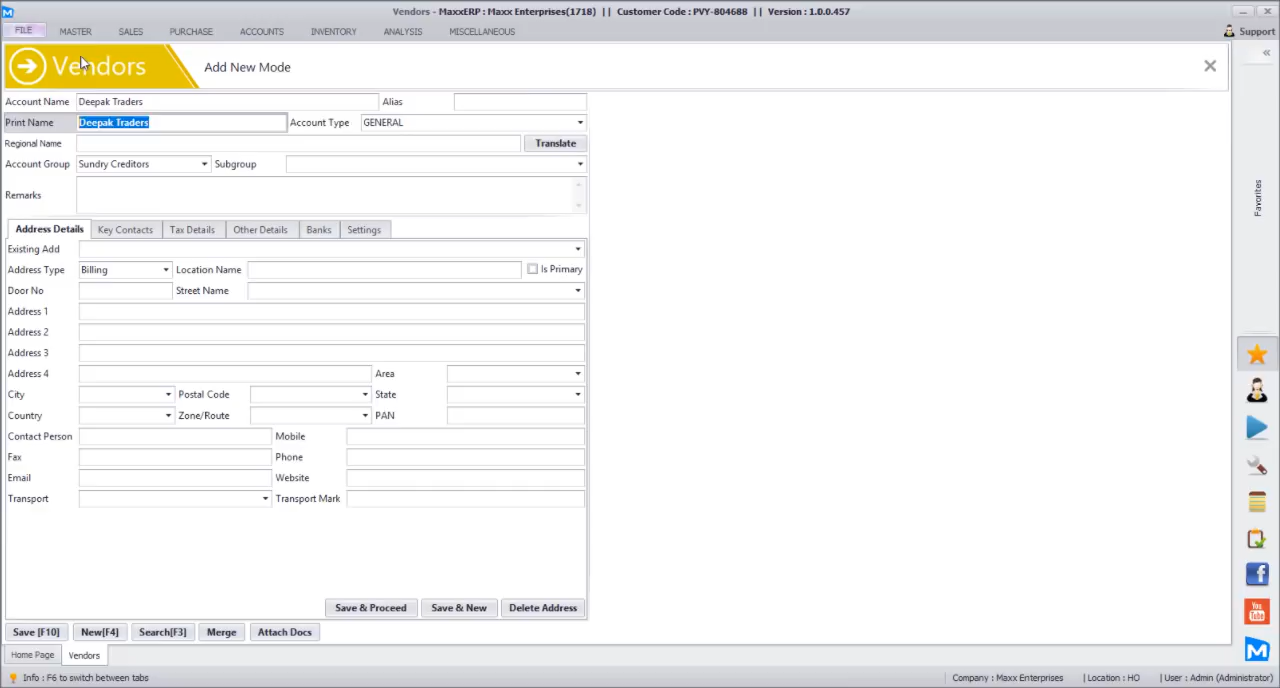 Vendors - MaxxERP : Maxx Enterprises(1718) || Customer Code : PVY-804688 || Version : 1.0.0.457
FILE MASTER SALES PURCHASE ACCOUNTS INVENTORY ANALYSIS MISCELLANEOUS Support
Vendors Add New Mode
Account Name Deepak Traders Alias
Print Name Deepak Traders Account Type GENERAL
Regional Name Translate
Account Group Sundry Creditors Subgroup
Remarks
Favorites
Address Details Key Contacts Tax Details Other Details Banks Settings
Existing Add
Address Type Billing Location Name Is Primary
Door No Street Name
Address 1
Address 2
Address 3
Address 4 Area
City Postal Code State
Country Zone/Route PAN
Contact Person Mobile
Fax Phone
Email Website
Transport Transport Mark
You Tube
Save & Proceed Save & New Delete Address
Save [F10] New[F4] Search[F3] Merge Attach Docs
Home Page Vendors
Info : F6 to switch between tabs Company : Maxx Enterprises | Location : HO | User : Admin (Administrator)